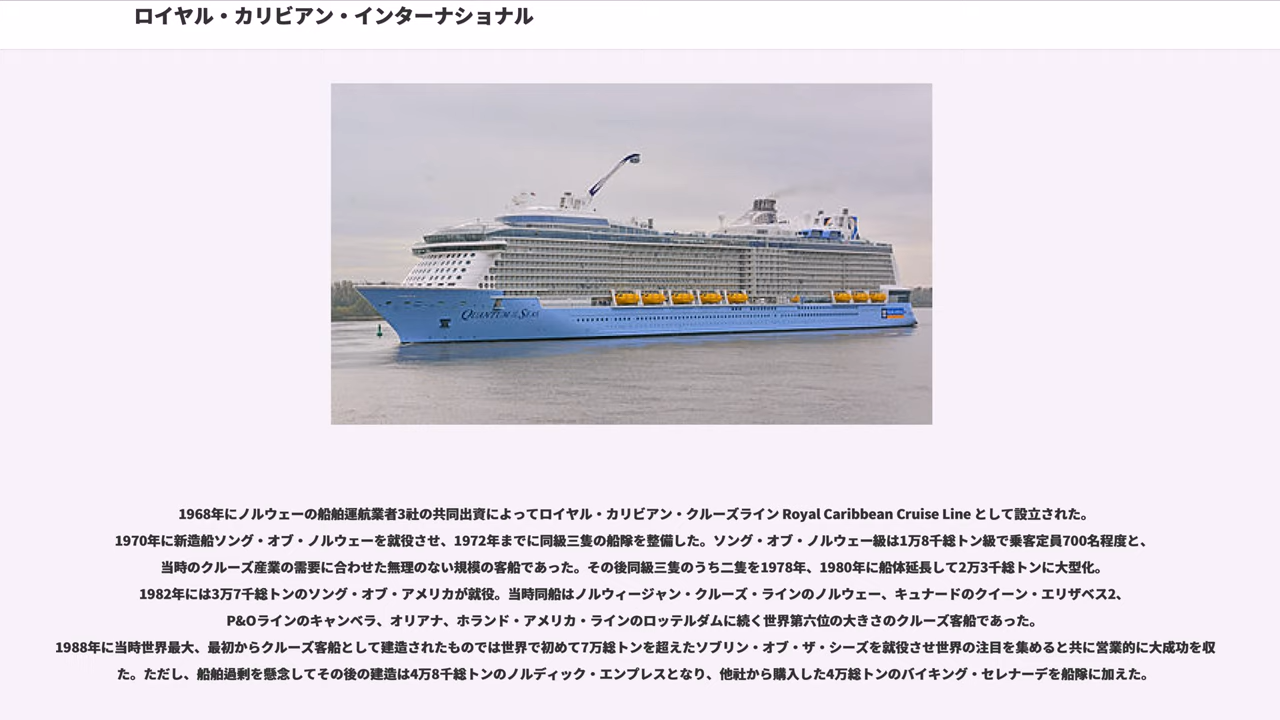 ロイヤル・カリビアン・インターナショナル
QUANTUM OF THE SEAS
1968年にノルウェーの船舶運航業者3社の共同出資によってロイヤル・カリビアン・クルーズライン Royal Caribbean Cruise Line として設立された。
1970年に新造船ソング・オブ・ノルウェーを就役させ、1972年までに同級三隻の船隊を整備した。ソング・オブ・ノルウェー級は1万8千総トン級で乗客定員700名程度と、
当時のクルーズ産業の需要に合わせた無理のない規模の客船であった。その後同級三隻のうち二隻を1978年、1980年に船体延長して2万3千総トンに大型化。
1982年には3万7千総トンのソング・オブ・アメリカが就役。当時同船はノルウィージャン・クルーズ・ラインのノルウェー、キュナードのクイーン・エリザベス2、
P&Oラインのキャンベラ、オリアナ、ホランド・アメリカ・ラインのロッテルダムに続く世界第六位の大きさのクルーズ客船であった。
1988年に当時世界最大、最初からクルーズ客船として建造されたものでは世界で初めて7万総トンを超えたソブリン・オブ・ザ・シーズを就役させ世界の注目を集めると共に営業的に大成功を収
た。ただし、船舶過剰を懸念してその後の建造は4万8千総トンのノルディック・エンプレスとなり、他社から購入した4万総トンのバイキング・セレナーデを船隊に加えた。